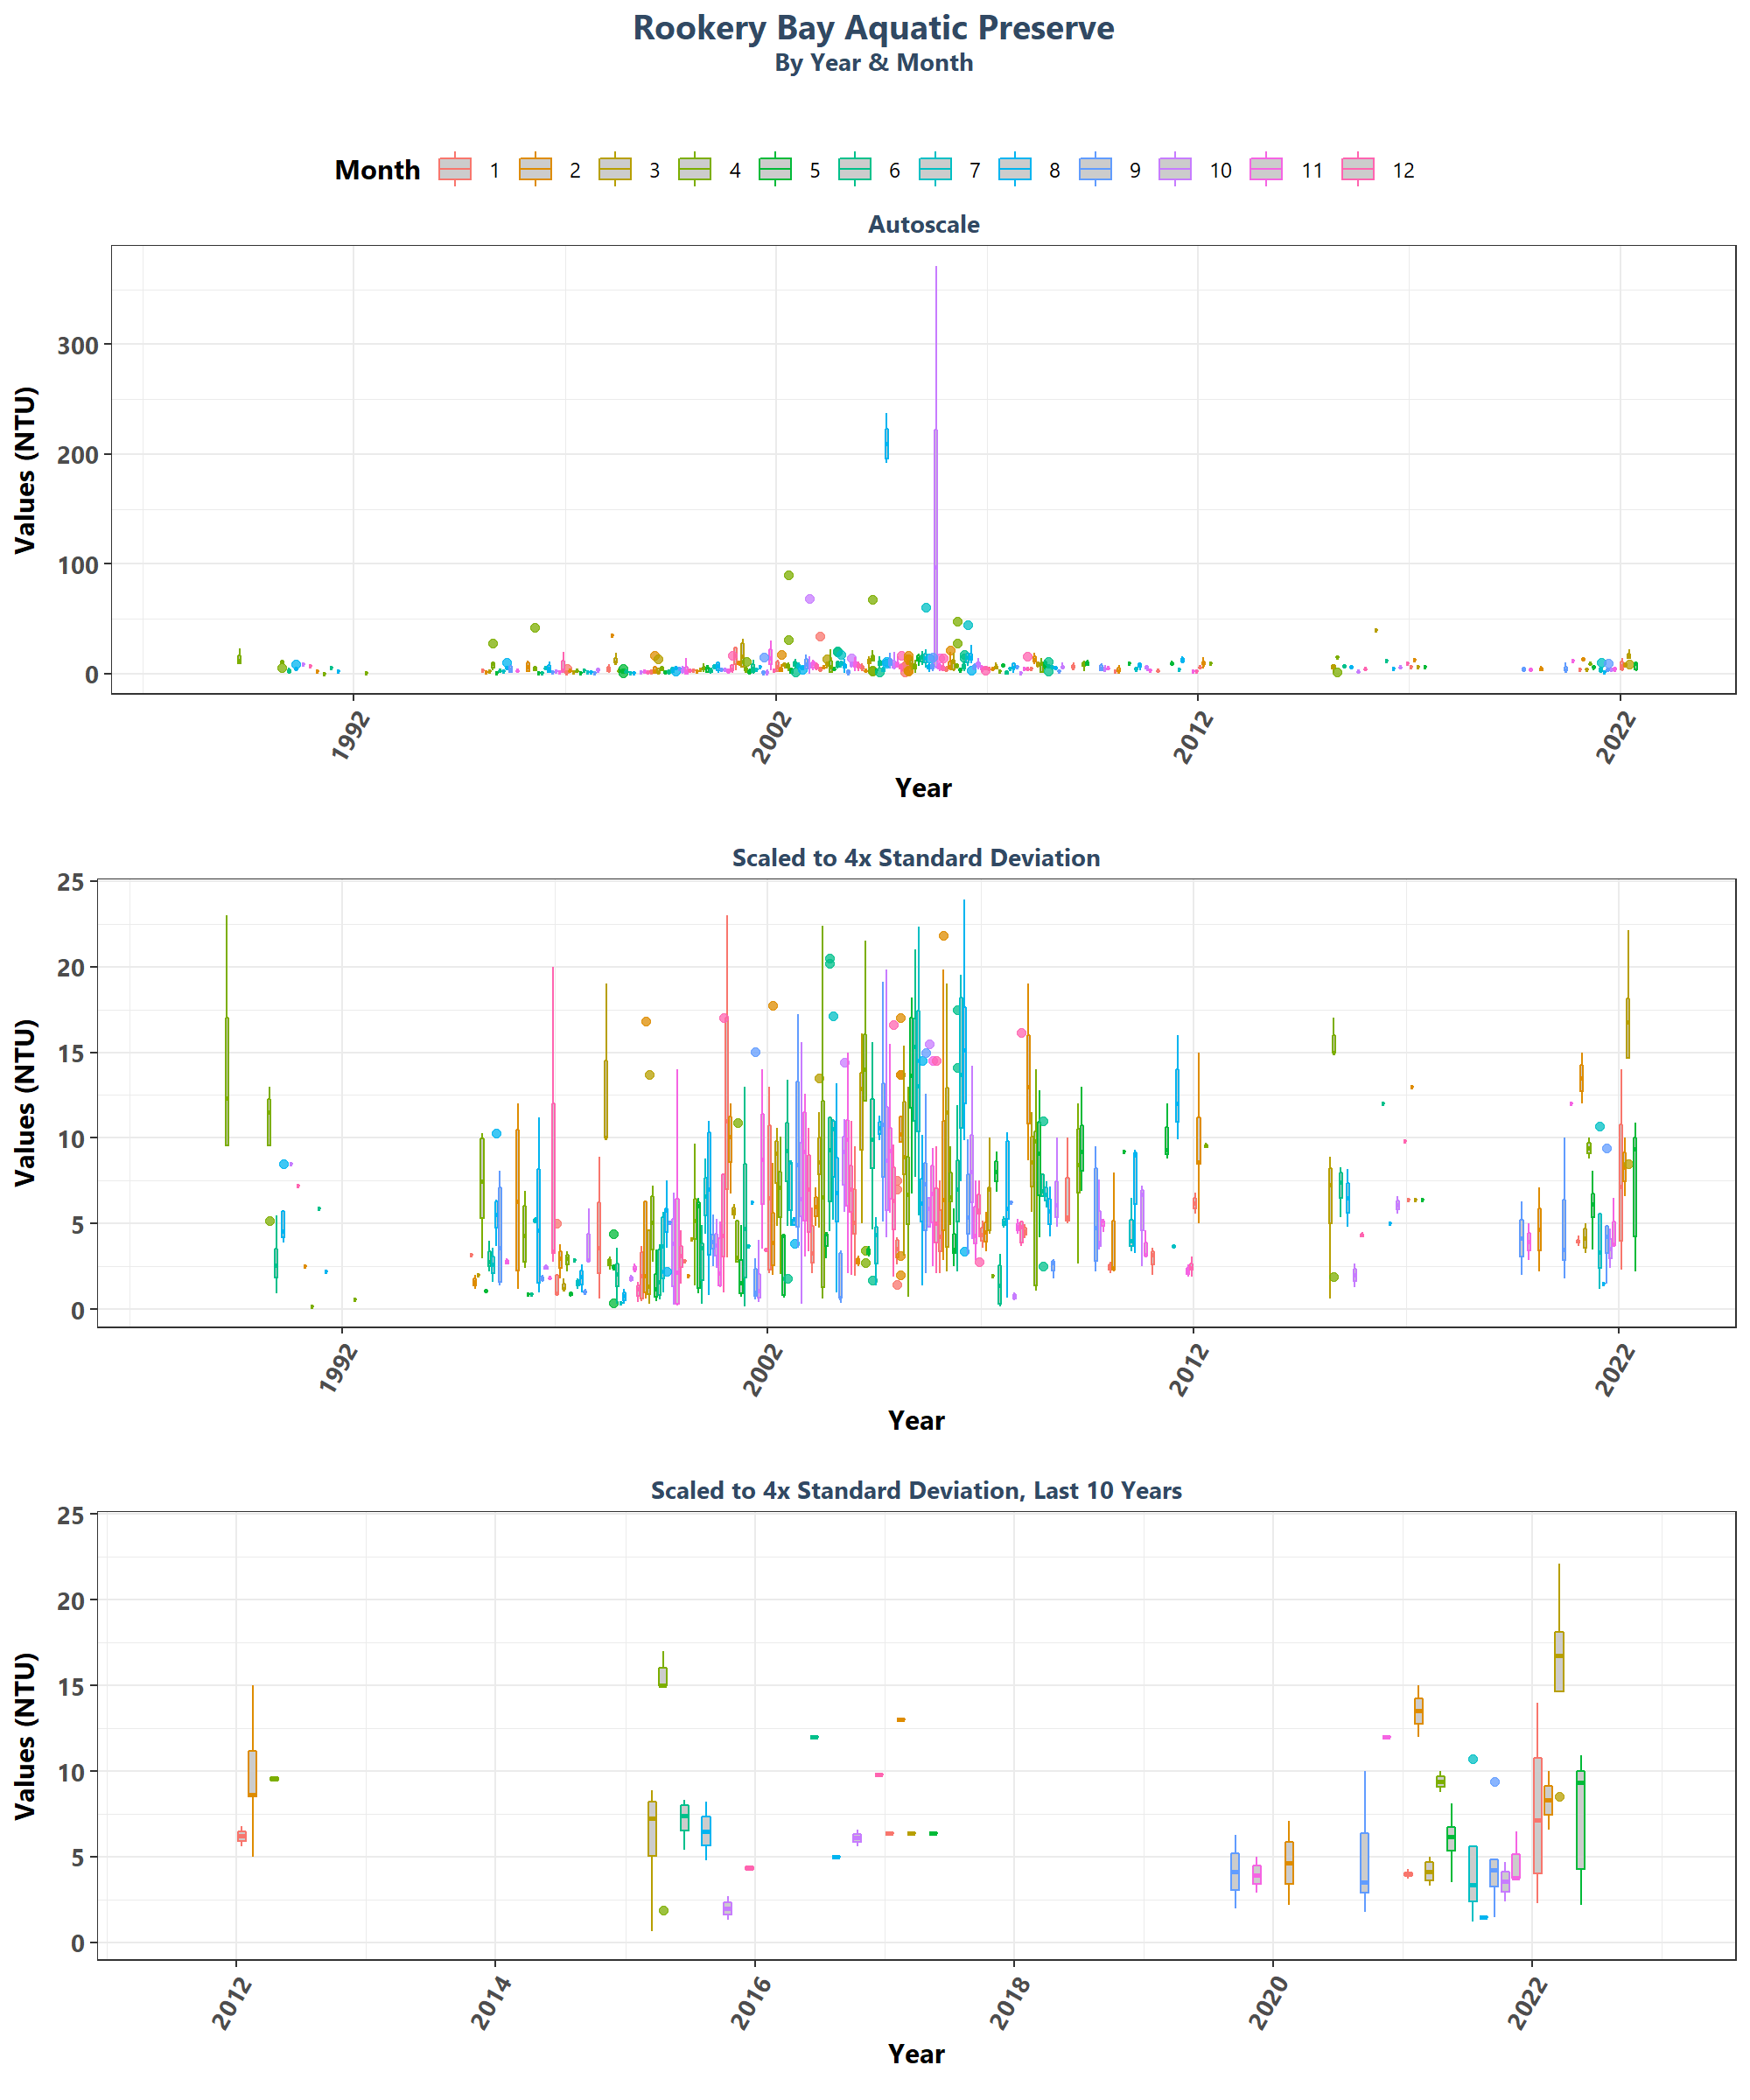 Rookery Bay Aquatic Preserve
By Year & Month
Month 1 2 3 4 5 6 7 8 9 10 11 12
Autoscale
300
200
100
0
Values (NTU)
1992 2002 2012 2022
Year
Scaled to 4x Standard Deviation
25
20
15
10
5
0
Values (NTU)
1992 2002 2012 2022
Year
Scaled to 4x Standard Deviation, Last 10 Years
25
20
15
10
5
0
Values (NTU)
2012 2014 2016 2018 2020 2022
Year